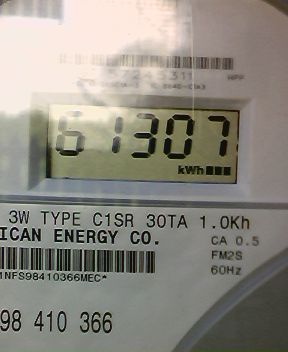 61307
kWh
3W TYPE C1SR 30TA 1.0Kh
ICAN ENERGY CO.
CA 0.5
FM2S
60Hz
1NFS98410366MEC*
98 410 366